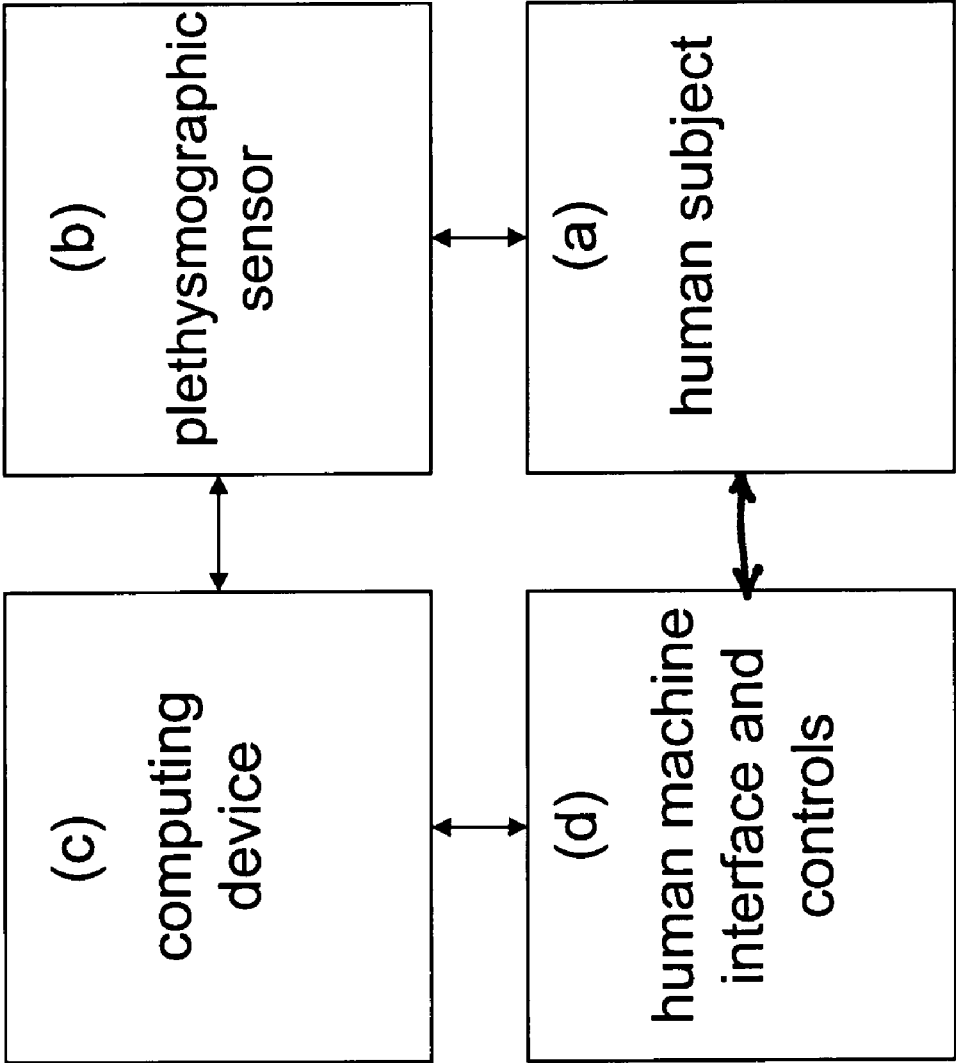 (a)
human subject
(b)
plethysmographic
sensor
(c)
computing
device
(d)
human machine
interface and
controls